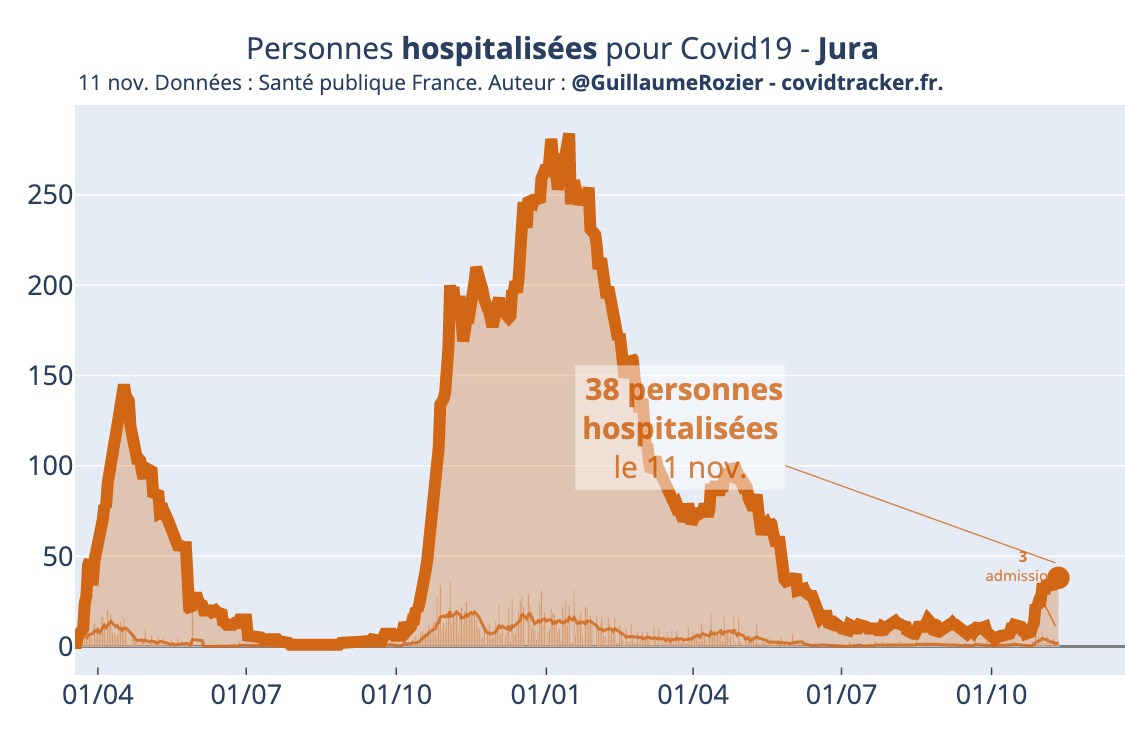 Personnes hospitalisées pour Covid19 - Jura
11 nov. Données : Santé publique France. Auteur : @GuillaumeRozier - covidtracker.fr.
250
200
150
100
50
0
38 personnes
hospitalisées
le 11 nov.
3
admissio
01/04
01/07
01/10
01/01
01/04
01/07
01/10